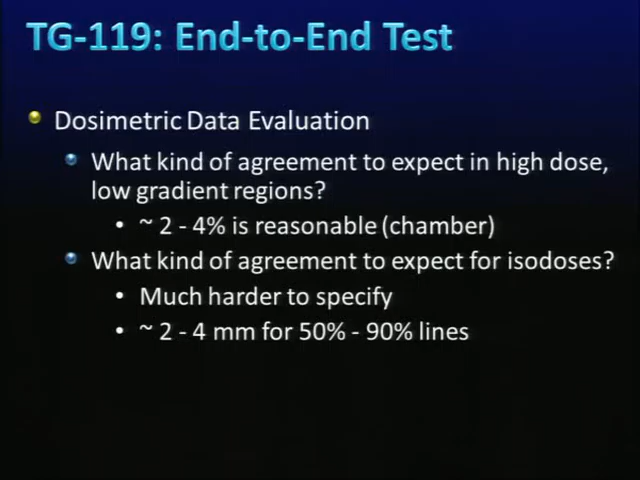 TG-119: End-to-End Test
Dosimetric Data Evaluation
What kind of agreement to expect in high dose,
low gradient regions?
• ~ 2 - 4% is reasonable (chamber)
What kind of agreement to expect for isodoses?
• Much harder to specify
• ~ 2 - 4 mm for 50% - 90% lines